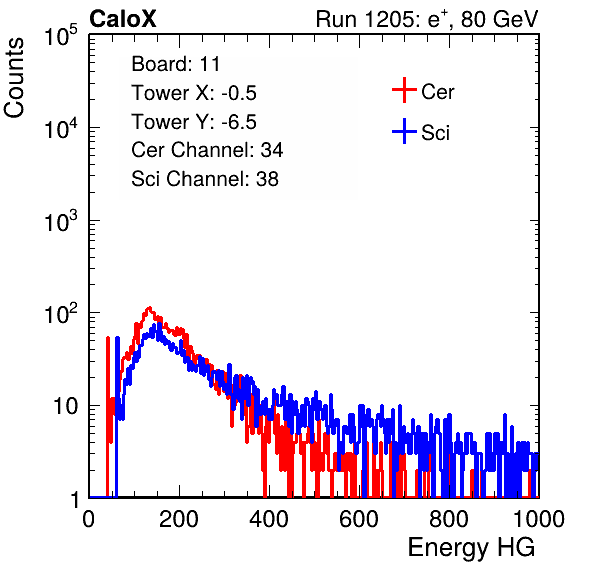 CaloX Run 1205: e⁺, 80 GeV
Counts
Board: 11
Tower X: -0.5
Tower Y: -6.5
Cer Channel: 34
Sci Channel: 38
Cer
Sci
10⁵
10⁴
10³
10²
10
1
0 200 400 600 800 1000
Energy HG